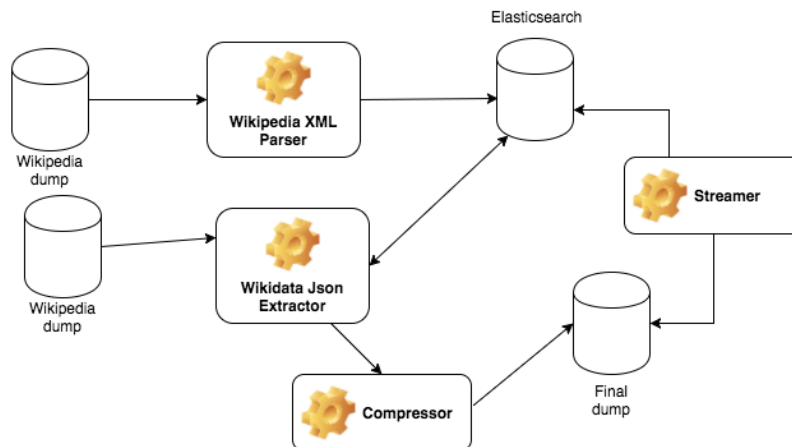 Elasticsearch
Wikipedia XML
Parser
Wikipedia
dump
Streamer
Wikidata Json
Extractor
Wikipedia
dump
Compressor
Final
dump